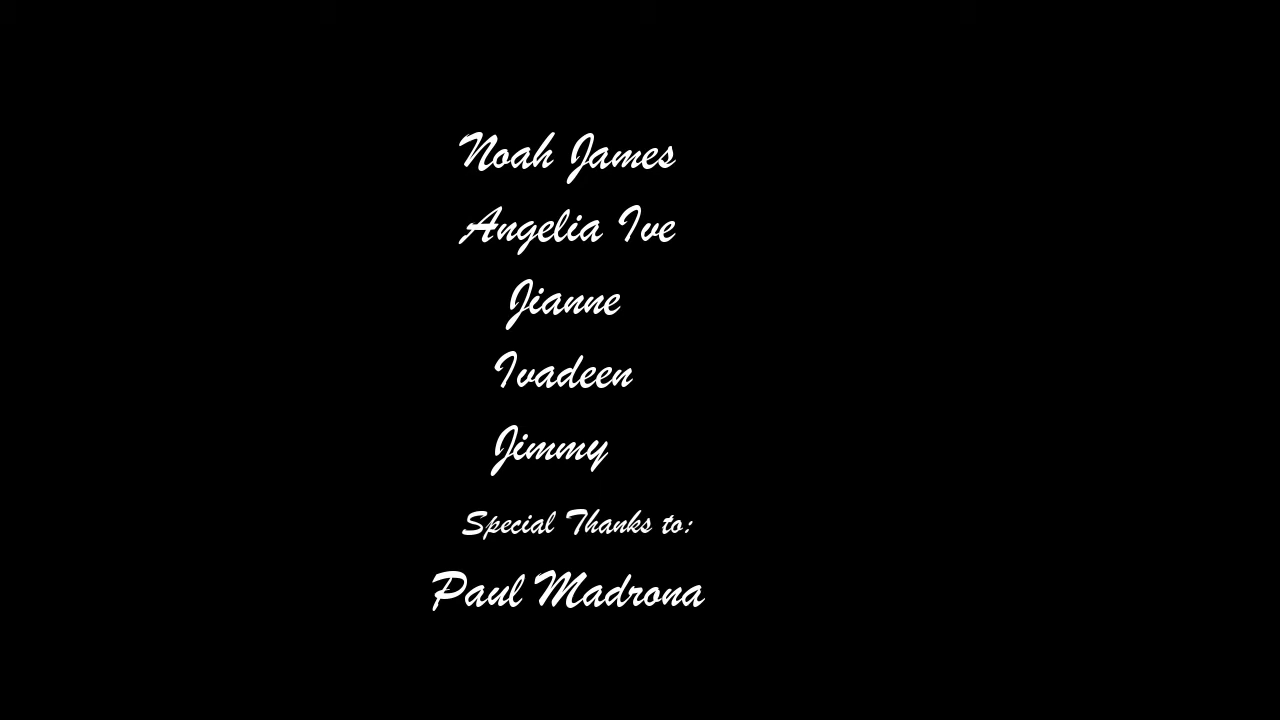 Noah James
Angelia Ive
Jianne
Ivadeen
Jimmy
Special Thanks to:
Paul Madrona